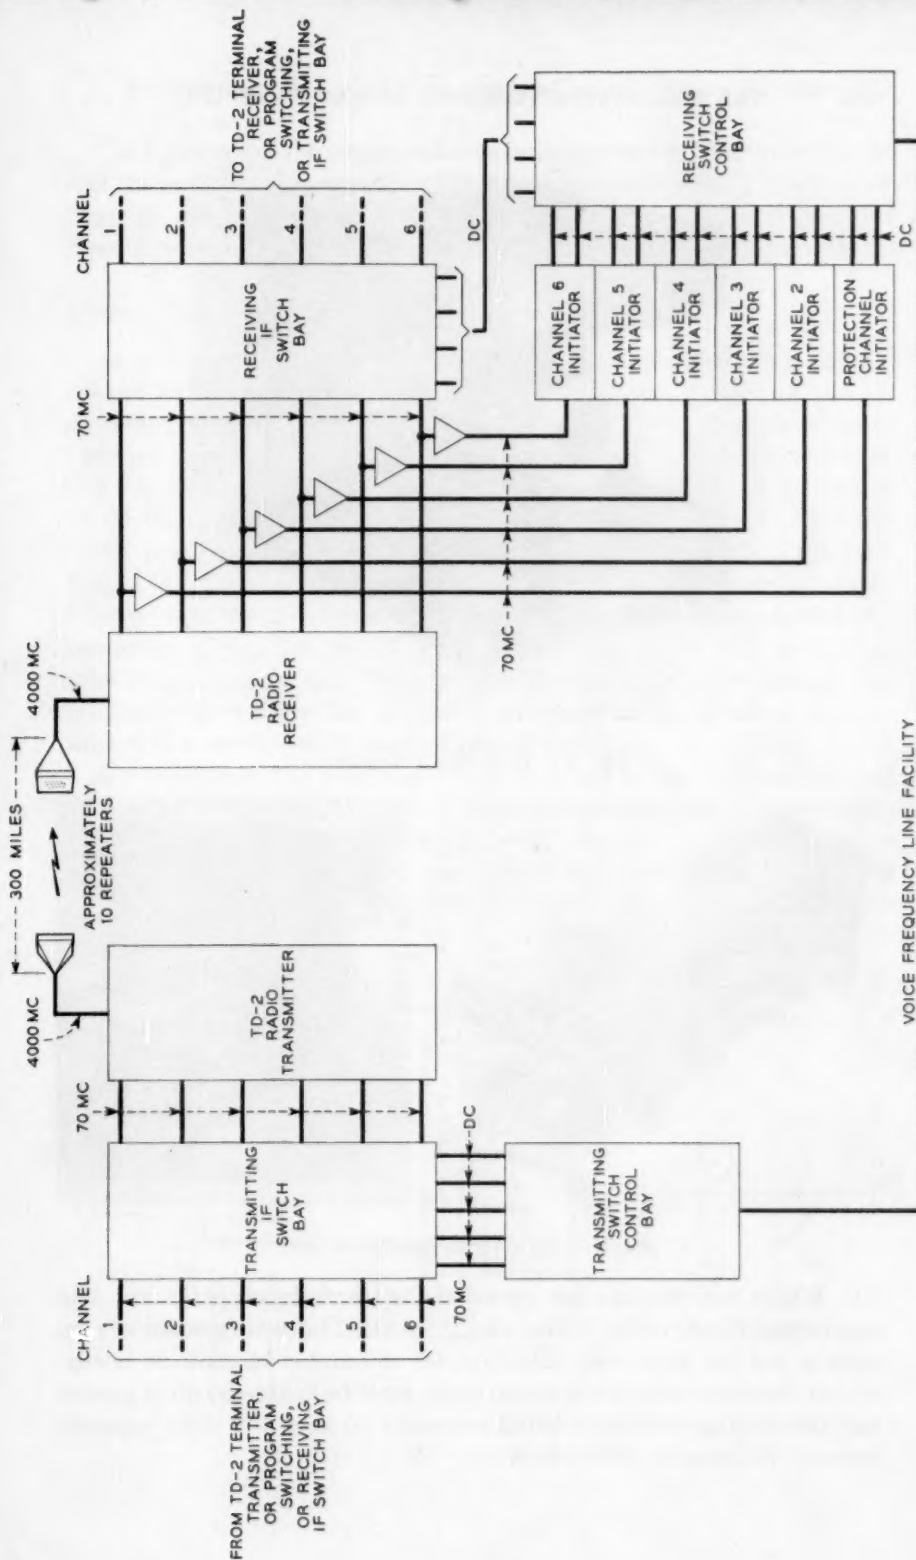 FROM TD-2 TERMINAL
TRANSMITTER,
OR PROGRAM
SWITCHING,
OR RECEIVING
IF SWITCH BAY
CHANNEL
1
2
3
4
5
6
70 MC
TRANSMITTING
IF
SWITCH
BAY
70 MC
DC
TRANSMITTING
SWITCH
CONTROL
BAY
TD-2
RADIO
TRANSMITTER
4000 MC
300 MILES
APPROXIMATELY
10 REPEATERS
4000 MC
TD-2
RADIO
RECEIVER
70 MC
70 MC
RECEIVING
IF
SWITCH
BAY
CHANNEL
1
2
3
4
5
6
TO TD-2 TERMINAL
RECEIVER,
OR PROGRAM
SWITCHING,
OR TRANSMITTING
IF SWITCH BAY
DC
CHANNEL 6
INITIATOR
CHANNEL 5
INITIATOR
CHANNEL 4
INITIATOR
CHANNEL 3
INITIATOR
CHANNEL 2
INITIATOR
PROTECTION
CHANNEL
INITIATOR
DC
RECEIVING
SWITCH
CONTROL
BAY
VOICE FREQUENCY LINE FACILITY